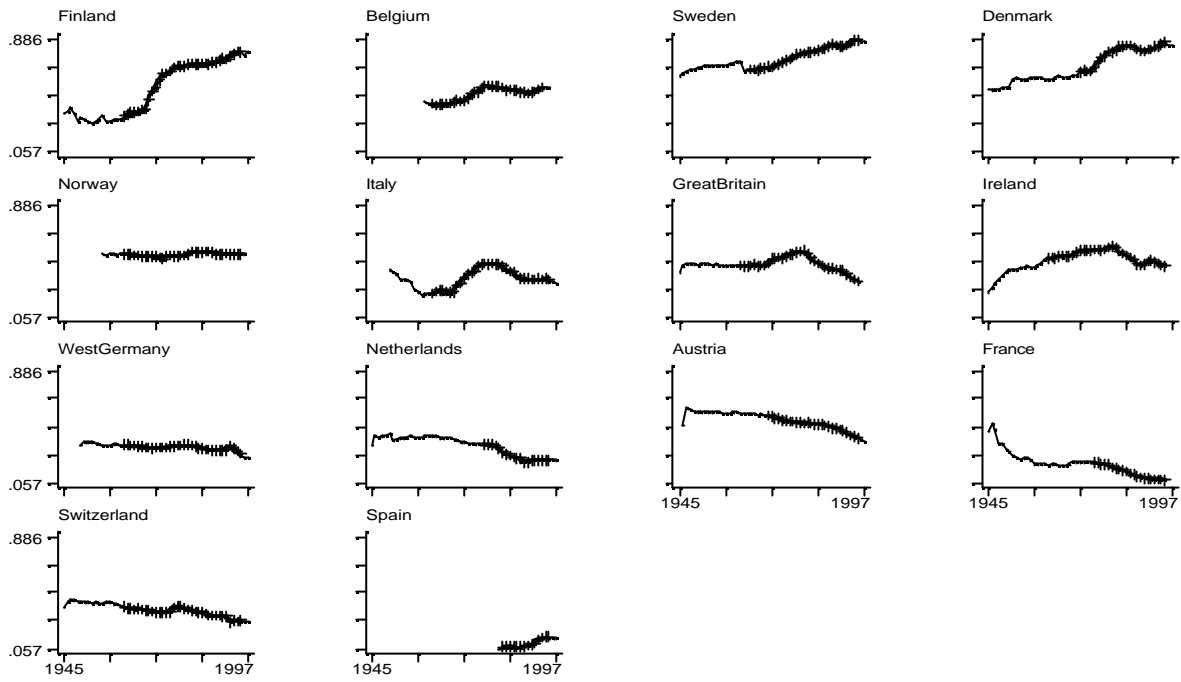 Finland Belgium Sweden Denmark
.886
.057
Norway Italy GreatBritain Ireland
.886
.057
WestGermany Netherlands Austria France
.886
.057
1945 1997 1945 1997
Switzerland Spain
.886
.057
1945 1997 1945 1997